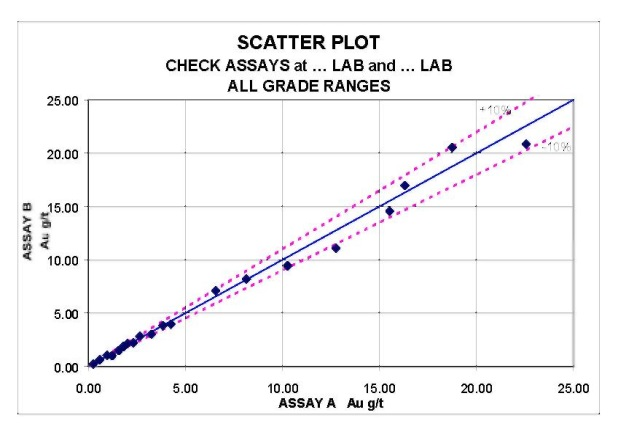 SCATTER PLOT
CHECK ASSAYS at ... LAB and ... LAB
ALL GRADE RANGES
25.00
+10%
20.00
-10%
15.00
ASSAY B
Au g/t
10.00
5.00
0.00
0.00 5.00 10.00 15.00 20.00 25.00
ASSAY A Au g/t